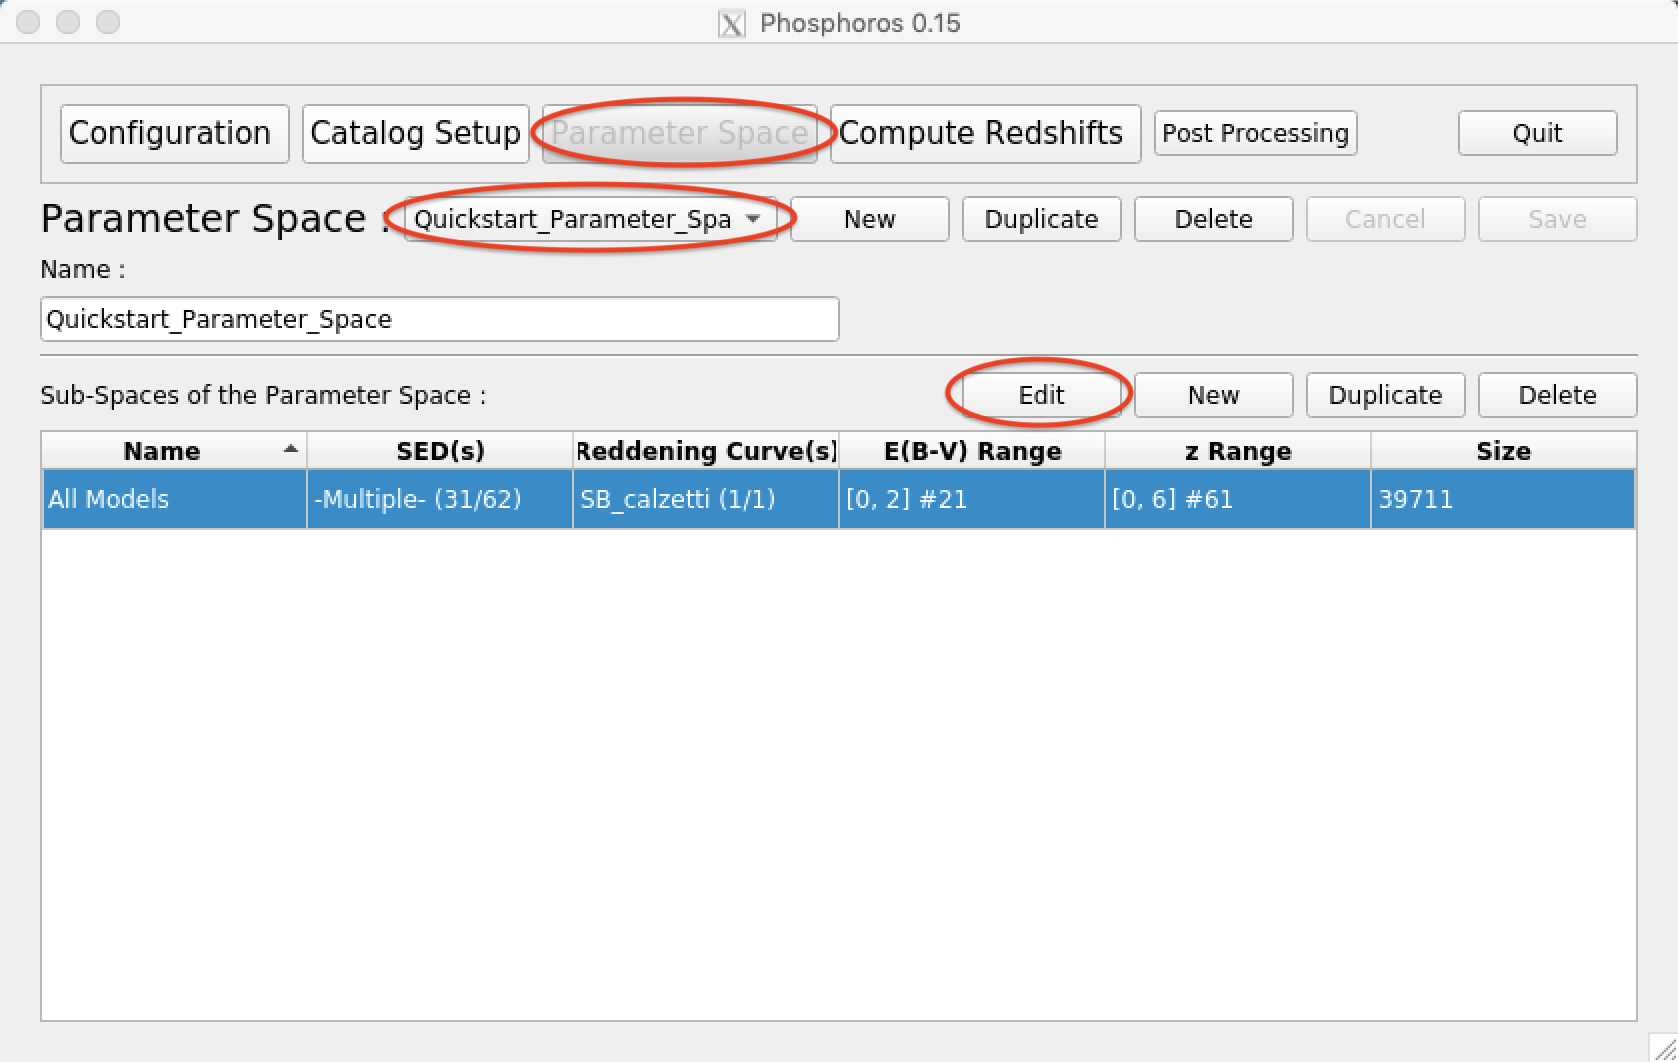 Phosphoros 0.15
Configuration Catalog Setup Parameter Space Compute Redshifts Post Processing Quit
Parameter Space : Quickstart_Parameter_Spa New Duplicate Delete Cancel Save
Name :
Quickstart_Parameter_Space
Sub-Spaces of the Parameter Space : Edit New Duplicate Delete
Name SED(s) Reddening Curve(s) E(B-V) Range z Range Size
All Models -Multiple- (31/62) SB_calzetti (1/1) [0, 2] #21 [0, 6] #61 39711